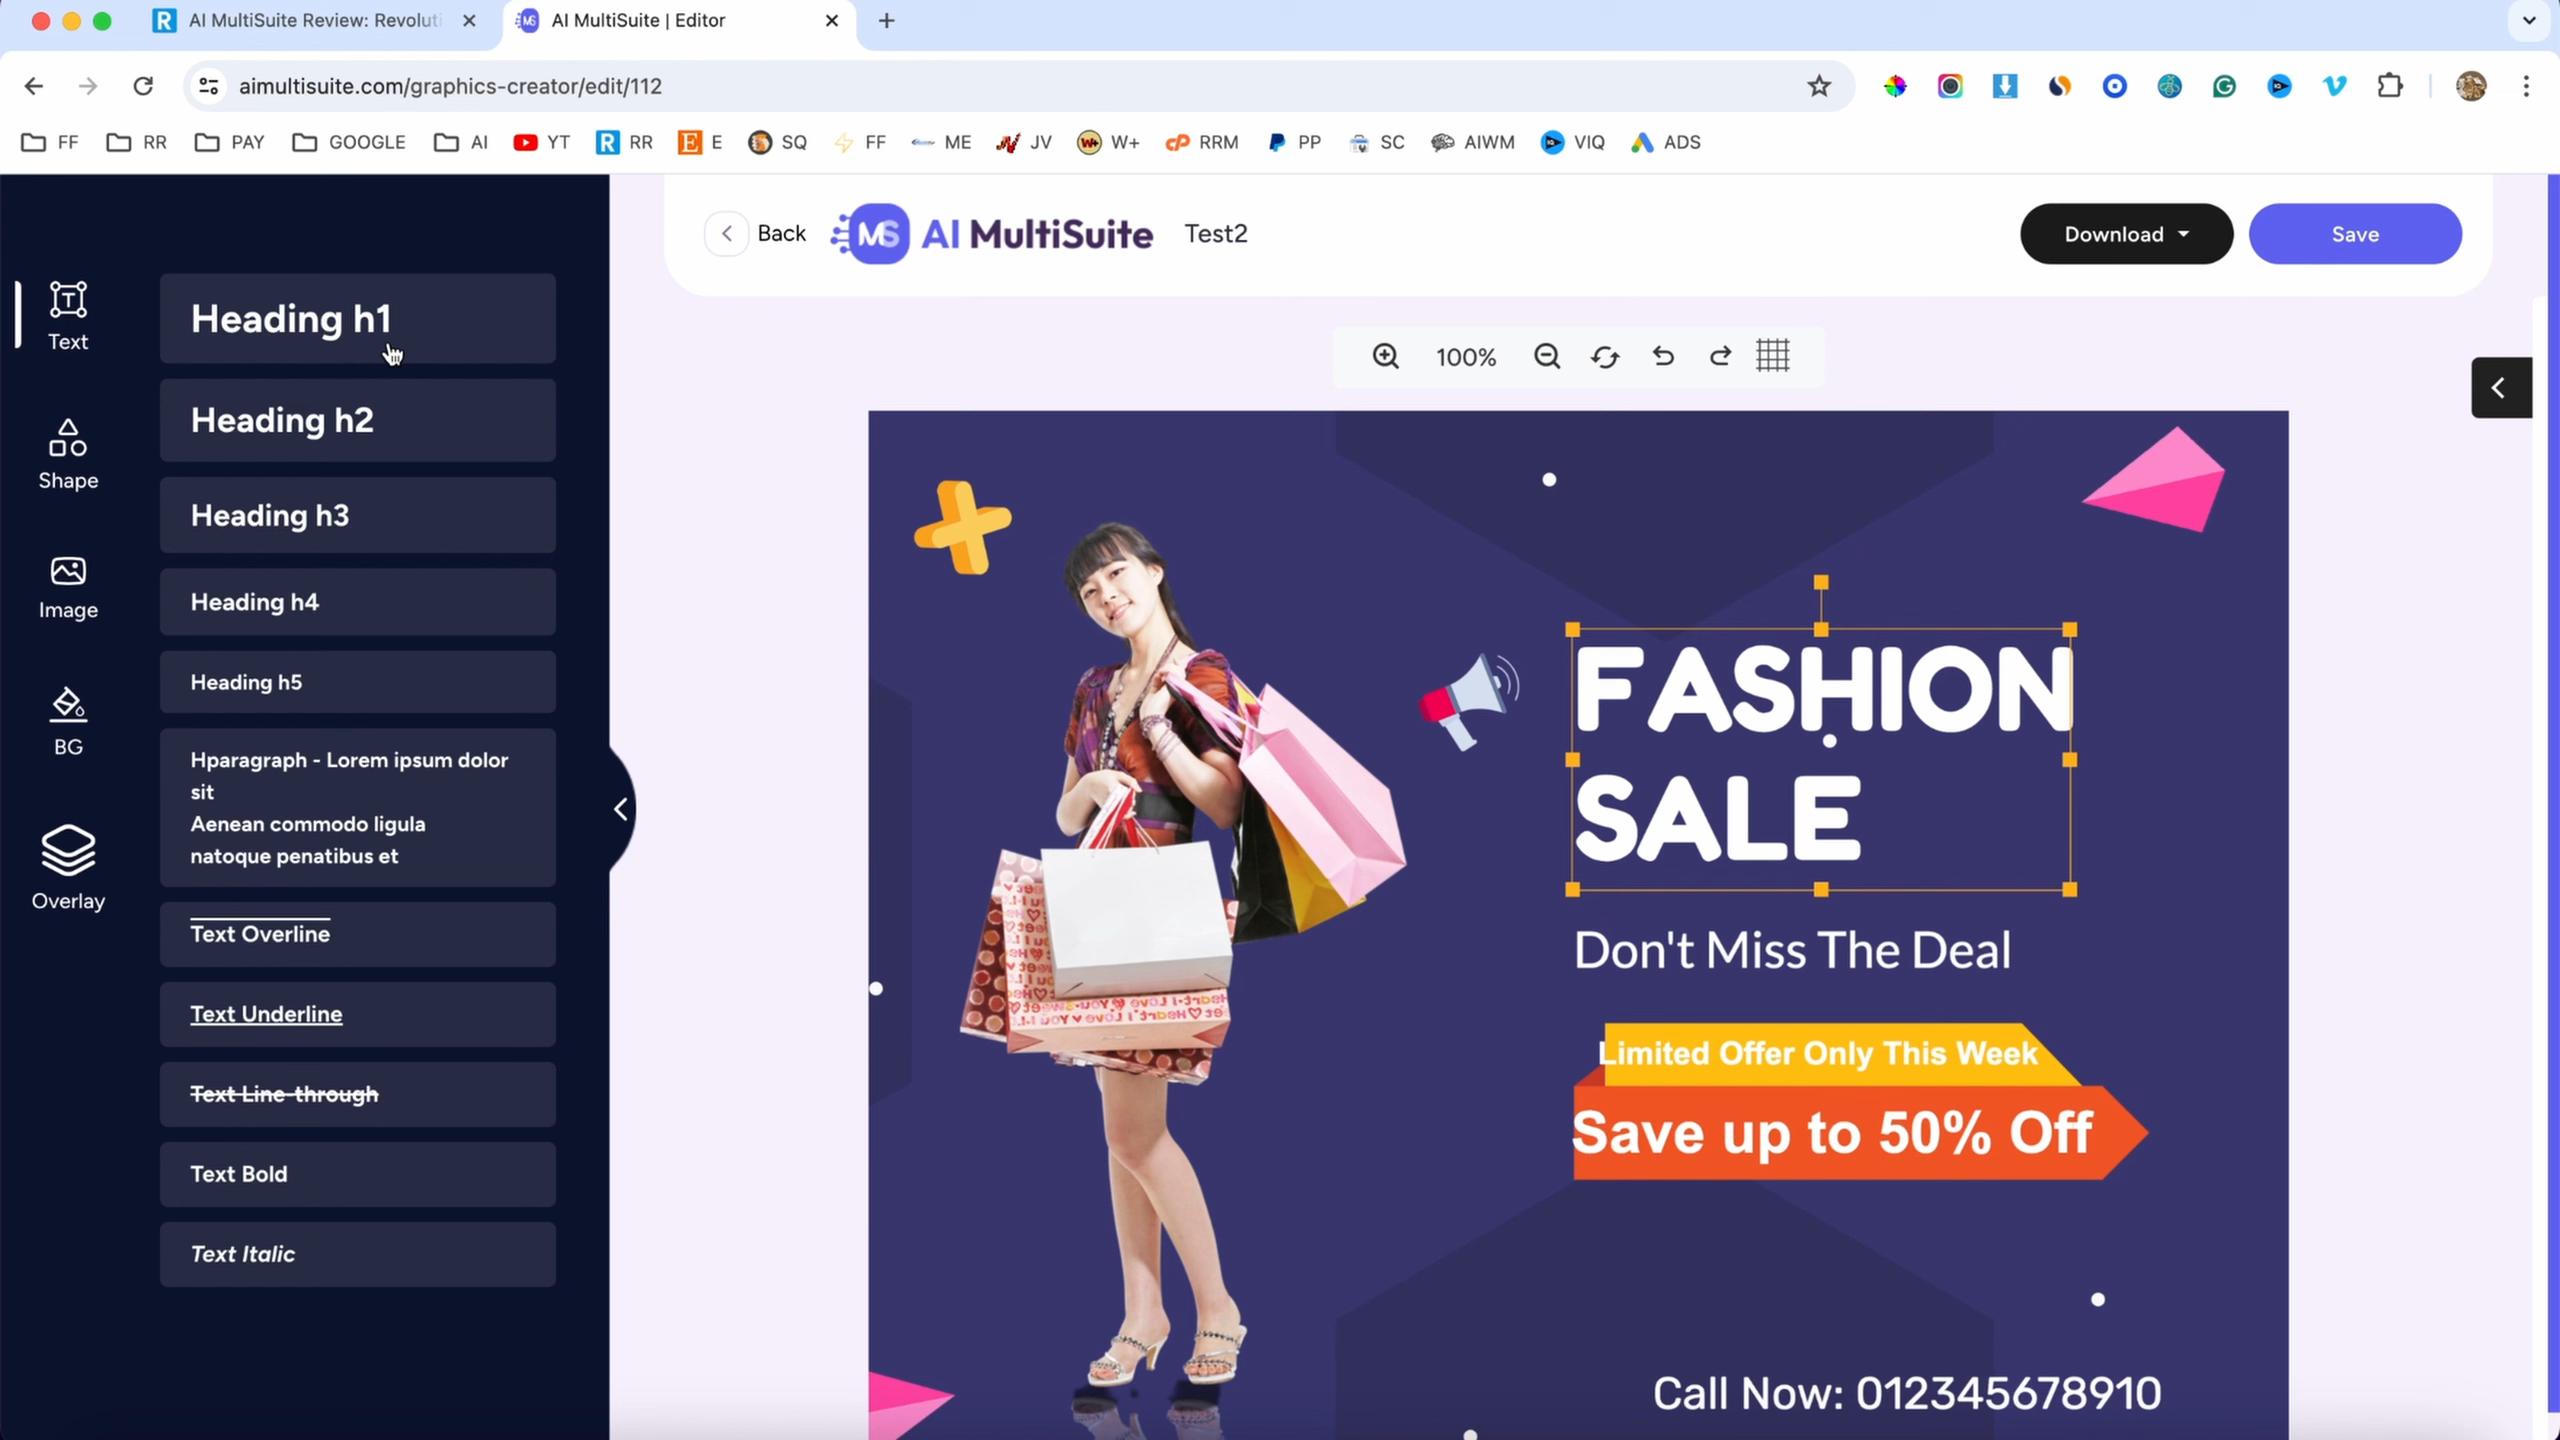 AI MultiSuite Review: Revoluti
AI MultiSuite | Editor
aimultisuite.com/graphics-creator/edit/112
FF RR PAY GOOGLE AI YT RR E SQ FF ME JV W+ RRM PP SC AIWM VIQ ADS
Back
MS AI MultiSuite
Test2
Download
Save
Text
Shape
Image
BG
Overlay
Heading h1
Heading h2
Heading h3
Heading h4
Heading h5
Hparagraph - Lorem ipsum dolor
sit
Aenean commodo ligula
natoque penatibus et
Text Overline
Text Underline
Text Line-through
Text Bold
Text Italic
100%
FASHION
SALE
Don't Miss The Deal
Limited Offer Only This Week
Save up to 50% Off
Call Now: 012345678910